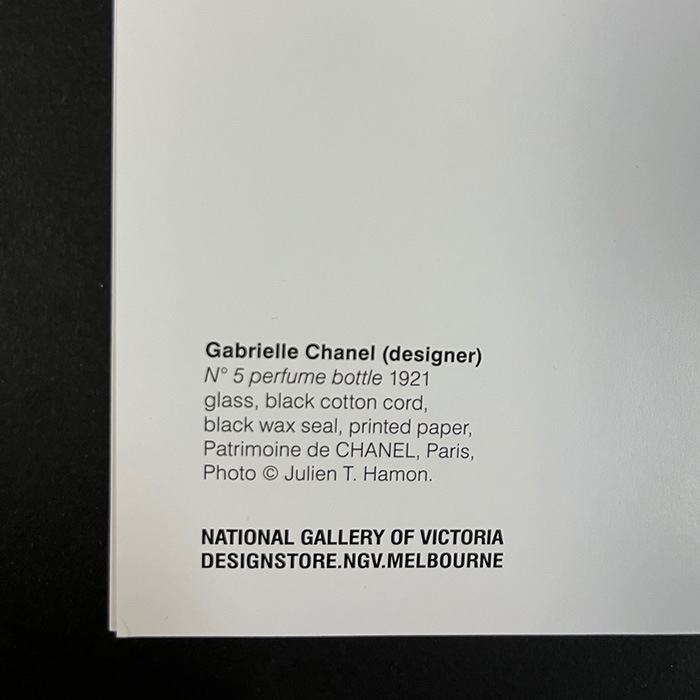 Gabrielle Chanel (designer)
N° 5 perfume bottle 1921
glass, black cotton cord,
black wax seal, printed paper,
Patrimoine de CHANEL, Paris,
Photo © Julien T. Hamon.
NATIONAL GALLERY OF VICTORIA
DESIGNSTORE.NGV.MELBOURNE